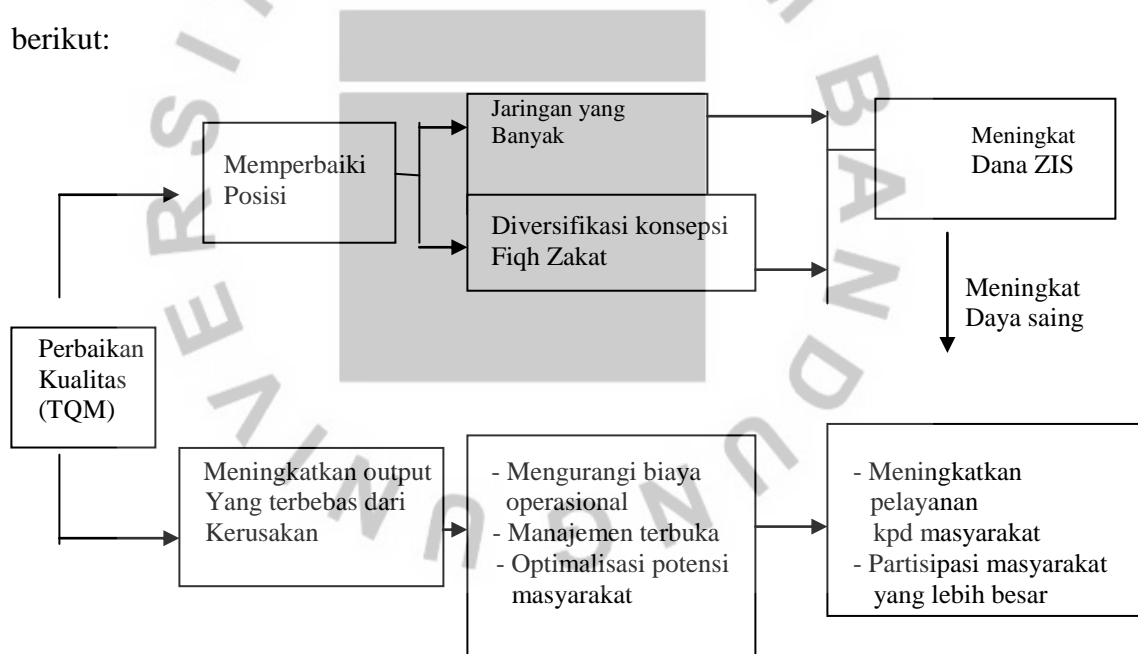 berikut:
Jaringan yang
Banyak
Memperbaiki
Posisi
Meningkat
Dana ZIS
Diversifikasi konsepsi
Fiqh Zakat
Meningkat
Daya saing
Perbaikan
Kualitas
(TQM)
Meningkatkan output
Yang terbebas dari
Kerusakan
- Mengurangi biaya
operasional
- Manajemen terbuka
- Optimalisasi potensi
masyarakat
- Meningkatkan
pelayanan
kpd masyarakat
- Partisipasi masyarakat
yang lebih besar
UNIVERSI
M BANDUNG